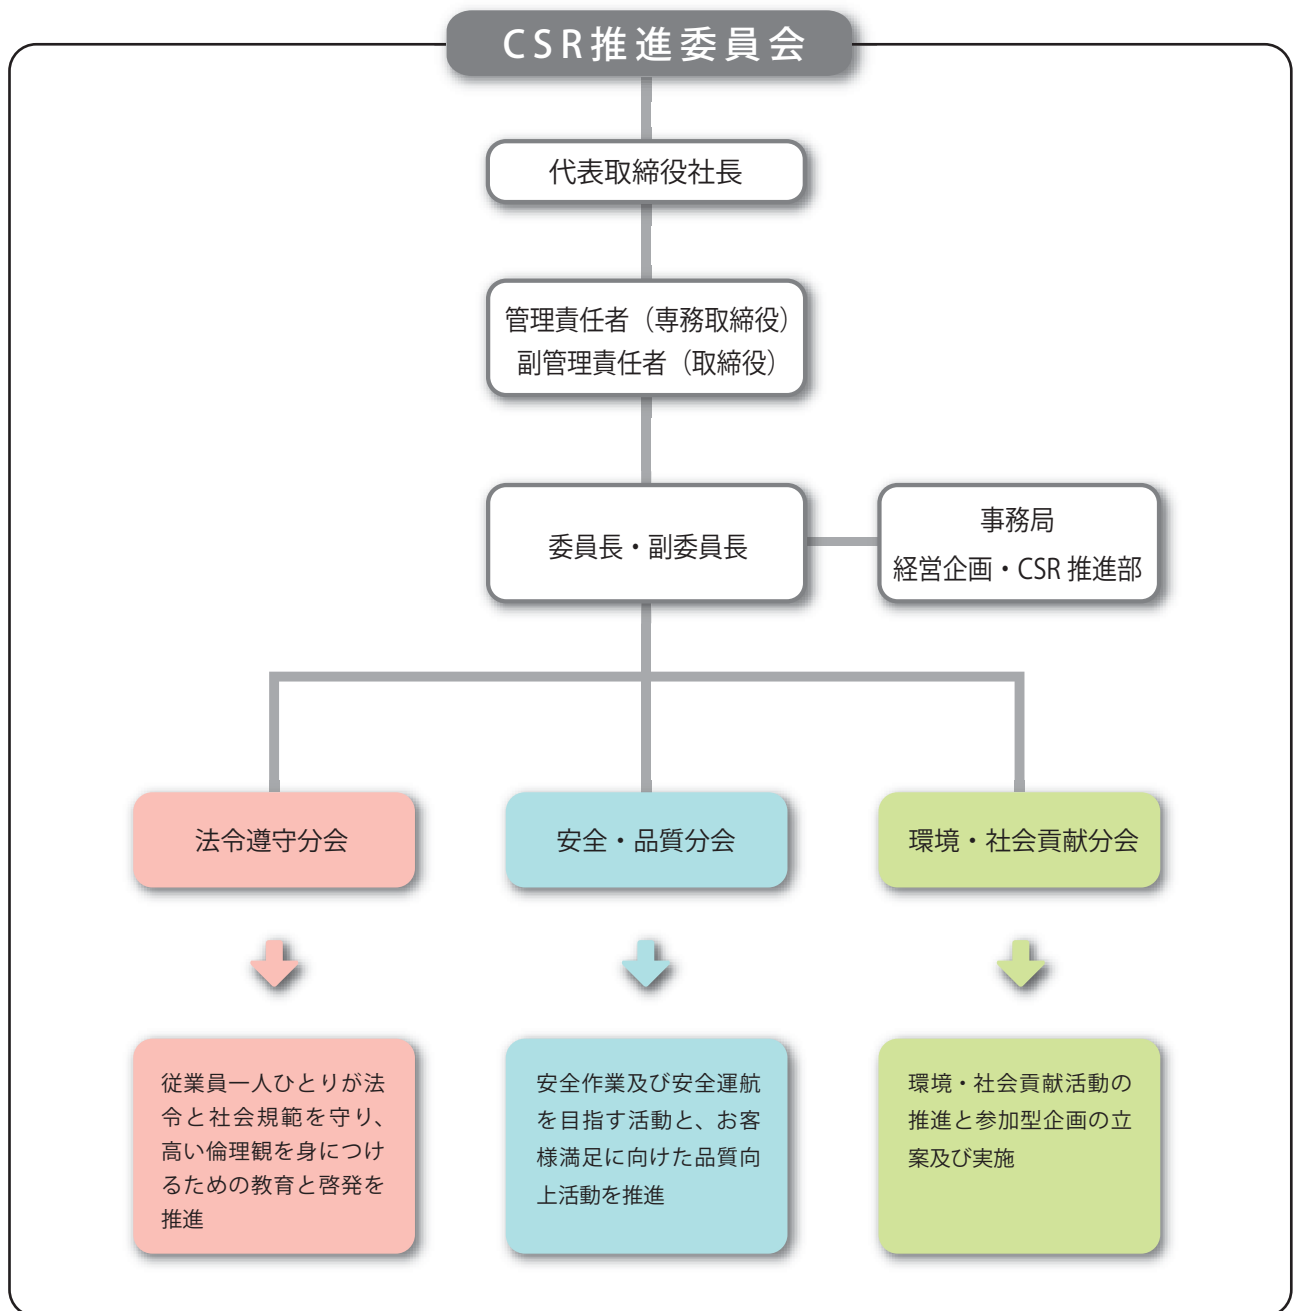 CSR推進委員会
代表取締役社長
管理責任者（専務取締役）
副管理責任者（取締役）
委員長・副委員長
事務局
経営企画・CSR 推進部
法令遵守分会
安全・品質分会
環境・社会貢献分会
従業員一人ひとりが法
令と社会規範を守り、
高い倫理観を身につけ
るための教育と啓発を
推進
安全作業及び安全運航
を目指す活動と、お客
様満足に向けた品質向
上活動を推進
環境・社会貢献活動の
推進と参加型企画の立
案及び実施